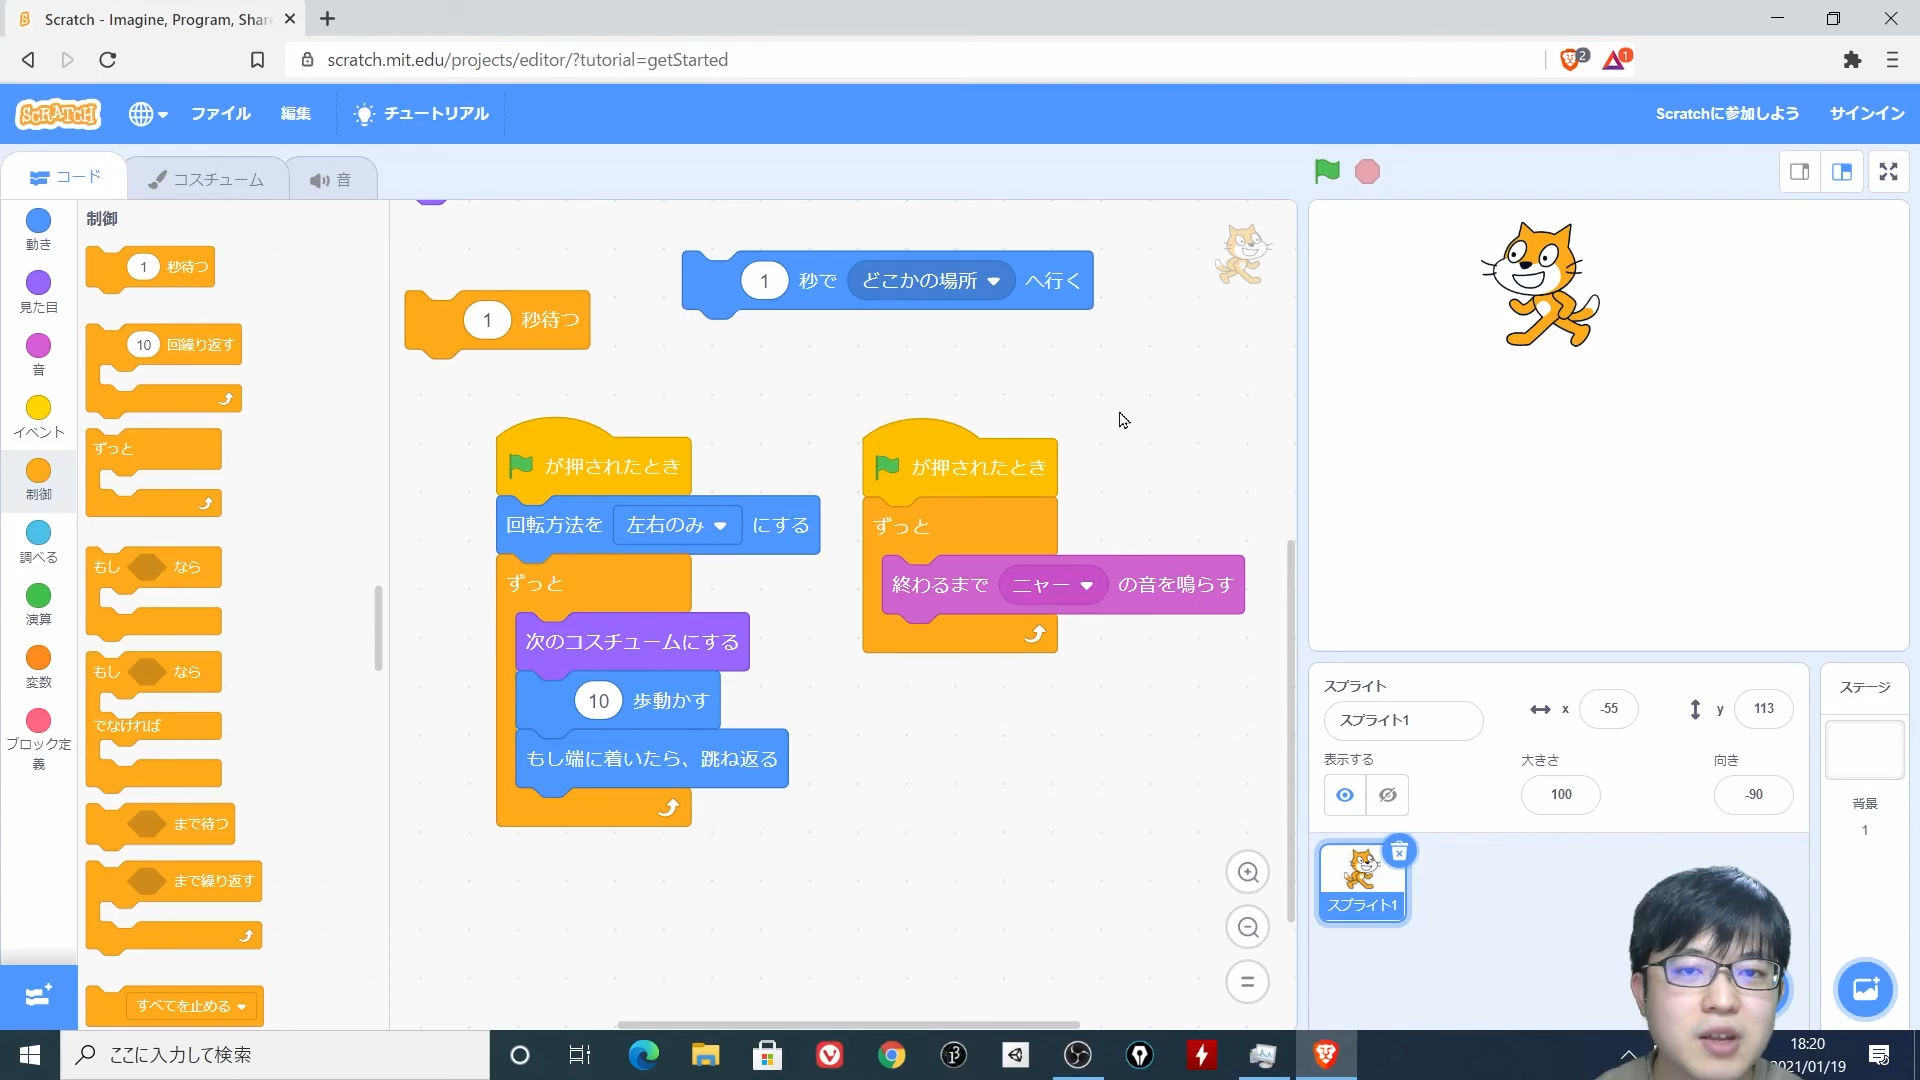 Scratch - Imagine, Program, Share
scratch.mit.edu/projects/editor/?tutorial=getStarted
2
1
SCRATCH
ファイル
編集
チュートリアル
Scratchに参加しよう
サインイン
コード
コスチューム
音
動き
見た目
音
イベント
制御
調べる
演算
変数
ブロック定
義
制御
1 秒待つ
10 回繰り返す
ずっと
もし なら
もし なら
でなければ
まで待つ
まで繰り返す
すべてを止める
1 秒待つ
1 秒で どこかの場所 へ行く
が押されたとき
回転方法を 左右のみ にする
ずっと
次のコスチュームにする
10 歩動かす
もし端に着いたら、跳ね返る
が押されたとき
ずっと
終わるまで ニャー の音を鳴らす
スプライト
スプライト1
x -55
y 113
表示する
大きさ
100
向き
-90
スプライト1
ステージ
背景
1
ここに入力して検索
18:20
2021/01/19